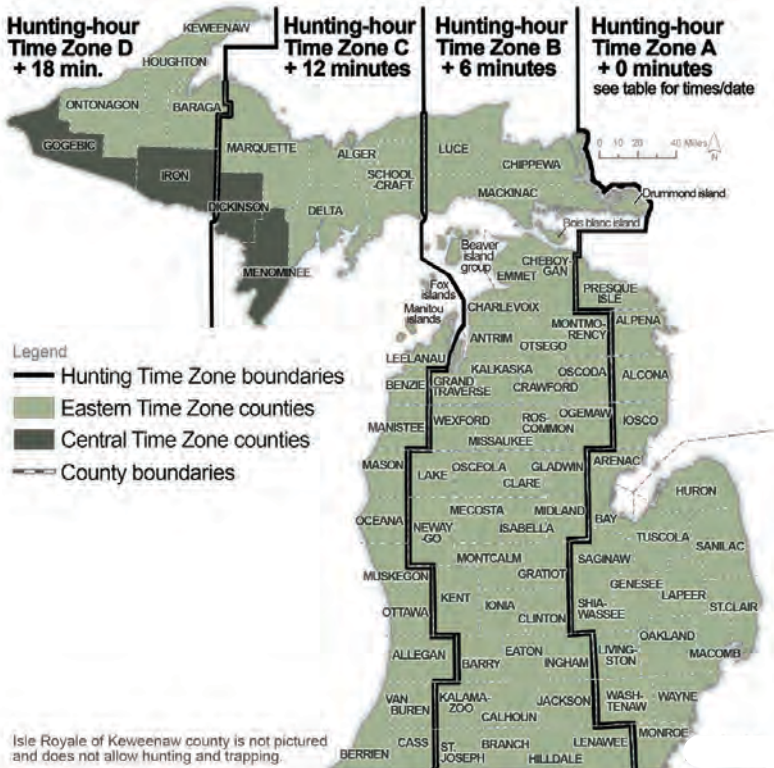 Hunting-hour
Time Zone D
+ 18 min.
Hunting-hour
Time Zone C
+ 12 minutes
Hunting-hour
Time Zone B
+ 6 minutes
Hunting-hour
Time Zone A
+ 0 minutes
see table for times/date
KEWEENAW
HOUGHTON
ONTONAGON
BARAGA
GOGEBIC
IRON
MARQUETTE
DICKINSON
MENOMINEE
ALGER
SCHOOL
-CRAFT
DELTA
LUCE
CHIPPEWA
MACKINAC
0 10 20 40 Miles
N
Drummond island
Bois blanc island
Beaver
island
group
Fox
islands
Manitou
islands
CHEBOY-
GAN
EMMET
PRESQUE
ISLE
CHARLEVOIX
MONTMO-
RENCY
ALPENA
ANTRIM
OTSEGO
LEELANAU
KALKASKA
OSCODA
ALCONA
BENZIE
GRAND
TRAVERSE
CRAWFORD
MANISTEE
WEXFORD
ROS-
COMMON
OGEMAW
IOSCO
MISSAUKEE
MASON
LAKE
OSCEOLA
GLADWIN
ARENAC
CLARE
HURON
OCEANA
NEWAY
-GO
MECOSTA
MIDLAND
BAY
ISABELLA
TUSCOLA
SANILAC
MONTCALM
SAGINAW
MUSKEGON
GRATIOT
GENESEE
LAPEER
KENT
IONIA
SHIA-
WASSEE
ST.CLAIR
OTTAWA
CLINTON
OAKLAND
ALLEGAN
BARRY
EATON
INGHAM
LIVING-
STON
MACOMB
VAN
BUREN
KALAMA-
ZOO
JACKSON
WASH-
TENAW
WAYNE
CALHOUN
MONROE
BERRIEN
CASS
ST.
JOSEPH
BRANCH
HILLDALE
LENAWEE
Legend
Hunting Time Zone boundaries
Eastern Time Zone counties
Central Time Zone counties
County boundaries
Isle Royale of Keweenaw county is not pictured
and does not allow hunting and trapping.